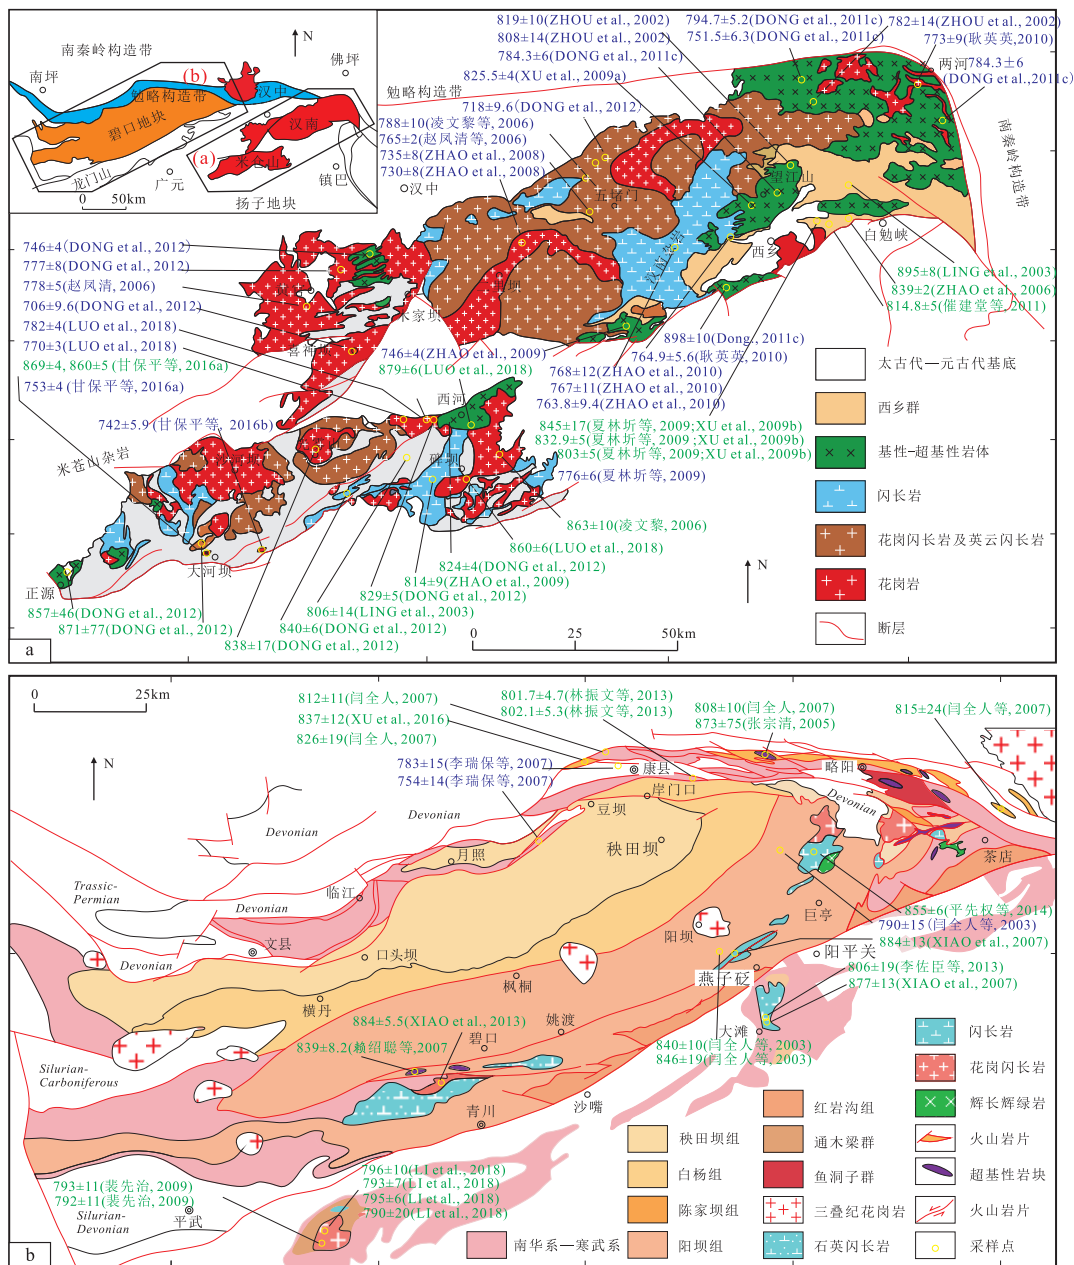 南秦岭构造带
N
佛坪
南坪
(b)
勉略构造带
汉中
碧口地块
汉南
(a)
米仓山
龙门山
广元
镇巴
0 50km
扬子地块
819±10(ZHOU et al., 2002)
808±14(ZHOU et al., 2002)
784.3±6(DONG et al., 2011c)
825.5±4(XU et al., 2009a)
794.7±5.2(DONG et al., 2011c)
751.5±6.3(DONG et al., 2011c)
782±14(ZHOU et al., 2002)
773±9(耿英英, 2010)
两河
784.3±6
(DONG et al.,2011c)
勉略构造带
718±9.6(DONG et al., 2012)
788±10(凌文黎等, 2006)
765±2(赵凤清等, 2006)
735±8(ZHAO et al., 2008)
730±8(ZHAO et al., 2008)
汉中
五堵门
望江山
南秦岭构造带
白勉峡
西乡
746±4(DONG et al., 2012)
777±8(DONG et al., 2012)
778±5(赵凤清, 2006)
706±9.6(DONG et al., 2012)
782±4(LUO et al., 2018)
770±3(LUO et al., 2018)
869±4, 860±5 (甘保平等, 2016a)
753±4 (甘保平等, 2016a)
742±5.9(甘保平等, 2016b)
米家坝
喜神坝
895±8(LING et al., 2003)
839±2(ZHAO et al., 2006)
814.8±5(催建堂等, 2011)
898±10(Dong., 2011c)
764.9±5.6(耿英英, 2010)
768±12(ZHAO et al., 2010)
767±11(ZHAO et al., 2010)
763.8±9.4(ZHAO et al., 2010)
746±4(ZHAO et al., 2009)
879±6(LUO et al., 2018)
西河
845±17(夏林圻等, 2009;XU et al., 2009b)
832.9±5(夏林圻等, 2009;XU et al., 2009b)
803±5(夏林圻等, 2009;XU et al., 2009b)
776±6(夏林圻等, 2009)
米苍山杂岩
863±10(凌文黎, 2006)
860±6(LUO et al., 2018)
824±4(DONG et al., 2012)
814±9(ZHAO et al., 2009)
829±5(DONG et al., 2012)
806±14(LING et al., 2003)
840±6(DONG et al., 2012)
838±17(DONG et al., 2012)
大河坝
正源
857±46(DONG et al., 2012)
871±77(DONG et al., 2012)
N
0 25 50km
太古代—元古代基底
西乡群
基性-超基性岩体
闪长岩
花岗闪长岩及英云闪长岩
花岗岩
断层
a
0 25km
N
812±11(闫全人, 2007)
837±12(XU et al., 2016)
826±19(闫全人, 2007)
783±15(李瑞保等, 2007)
754±14(李瑞保等, 2007)
801.7±4.7(林振文等, 2013)
802.1±5.3(林振文等, 2013)
808±10(闫全人, 2007)
873±75(张宗清, 2005)
815±24(闫全人等, 2007)
康县
略阳
岸门口
豆坝
Devonian
Devonian
Devonian
秧田坝
月照
茶店
Trassic-
Permian
临江
Devonian
文县
Devonian
855±6(平先权等, 2014)
790±15(闫全人等, 2003)
884±13(XIAO et al., 2007)
巨亭
阳坝
阳平关
口头坝
枫桐
燕子砭
806±19(李佐臣等, 2013)
877±13(XIAO et al., 2007)
横丹
884±5.5(XIAO et al., 2013)
姚渡
大滩
碧口
839±8.2(赖绍聪等, 2007
840±10(闫全人等, 2003)
846±19(闫全人等, 2003)
Silurian-
Carboniferous
沙嘴
青川
796±10(LI et al., 2018)
793±7(LI et al., 2018)
795±6(LI et al., 2018)
790±20(LI et al., 2018)
793±11(裴先治, 2009)
792±11(裴先治, 2009)
Silurian-
Devonian
平武
南华系—寒武系
秧田坝组
白杨组
陈家坝组
阳坝组
红岩沟组
通木梁群
鱼洞子群
三叠纪花岗岩
石英闪长岩
闪长岩
花岗闪长岩
辉长辉绿岩
火山岩片
超基性岩块
火山岩片
采样点
b